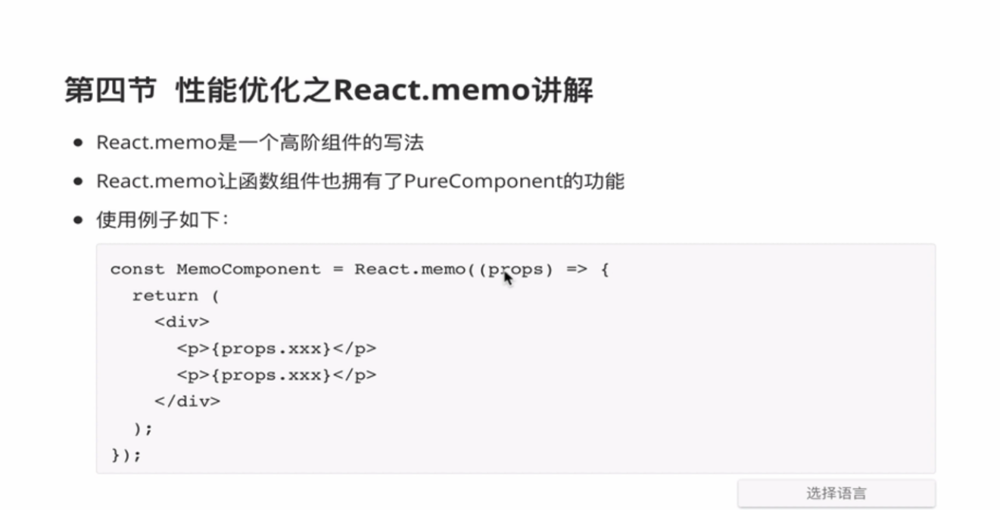 第四节 性能优化之React.memo讲解
React.memo是一个高阶组件的写法
React.memo让函数组件也拥有了PureComponent的功能
使用例子如下：
const MemoComponent = React.memo((props) => {
  return (
    <div>
      <p>{props.xxx}</p>
      <p>{props.xxx}</p>
    </div>
  );
});
选择语言